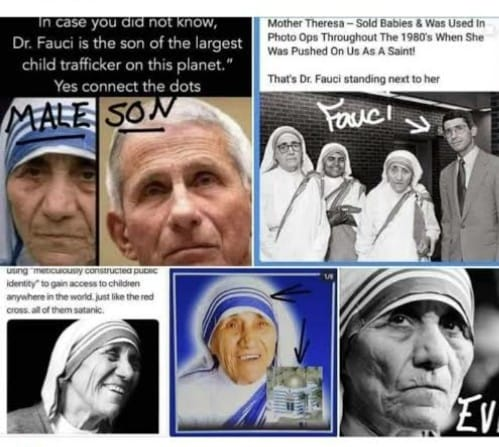 In case you did not know,
Dr. Fauci is the son of the largest
child trafficker on this planet."
Yes connect the dots
MALE SON
Mother Theresa – Sold Babies & Was Used In
Photo Ops Throughout The 1980's When She
Was Pushed On Us As A Saint!
That's Dr. Fauci standing next to her
Fauci
using "meticulously constructed public
identity" to gain access to children
anywhere in the world. just like the red
cross. all of them satanic.
EV